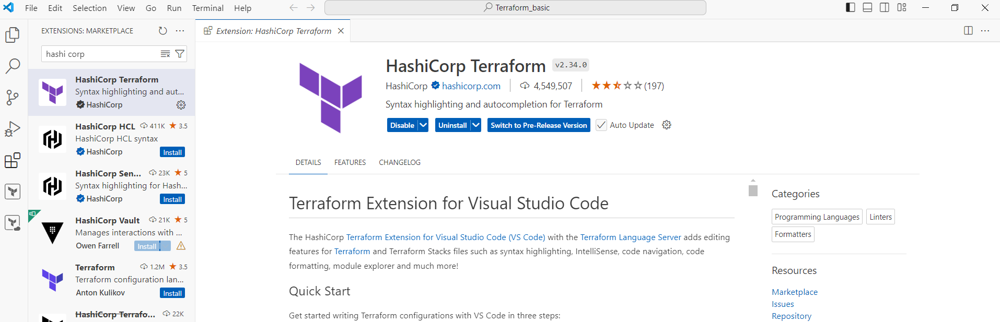 File Edit Selection View Go Run Terminal Help
Terraform_basic
EXTENSIONS: MARKETPLACE
hashi corp
HashiCorp Terraform
Syntax highlighting and aut...
HashiCorp
HashiCorp HCL 411K 3.5
HashiCorp HCL syntax
HashiCorp Install
HashiCorp Sen... 23K 5
Syntax highlighting for Hash...
HashiCorp Install
HashiCorp Vault 21K 5
Manages interactions with ...
Owen Farrell Install
Terraform 1.2M 3.5
Terraform configuration lan...
Anton Kulikov Install
HashiCorp Terrafo... 22K
Extension: HashiCorp Terraform
HashiCorp Terraform v2.34.0
HashiCorp hashicorp.com 4,549,507 (197)
Syntax highlighting and autocompletion for Terraform
Disable Uninstall Switch to Pre-Release Version Auto Update
DETAILS FEATURES CHANGELOG
Terraform Extension for Visual Studio Code
The HashiCorp Terraform Extension for Visual Studio Code (VS Code) with the Terraform Language Server adds editing
features for Terraform and Terraform Stacks files such as syntax highlighting, IntelliSense, code navigation, code
formatting, module explorer and much more!
Quick Start
Get started writing Terraform configurations with VS Code in three steps:
Categories
Programming Languages Linters
Formatters
Resources
Marketplace
Issues
Repository